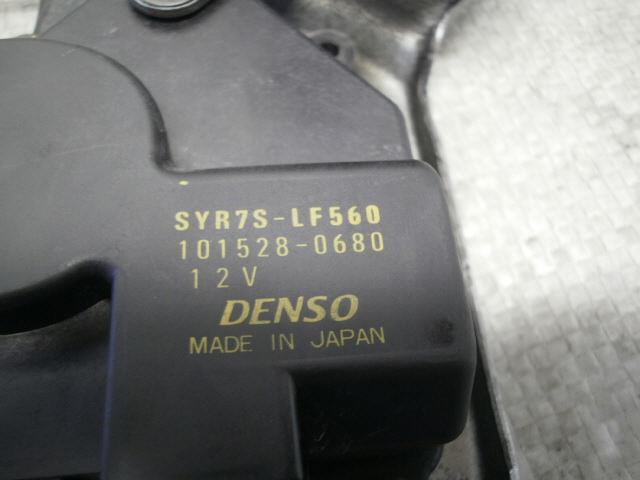 SYR7S-LF560
101528-0680
12V
DENSO
MADE IN JAPAN